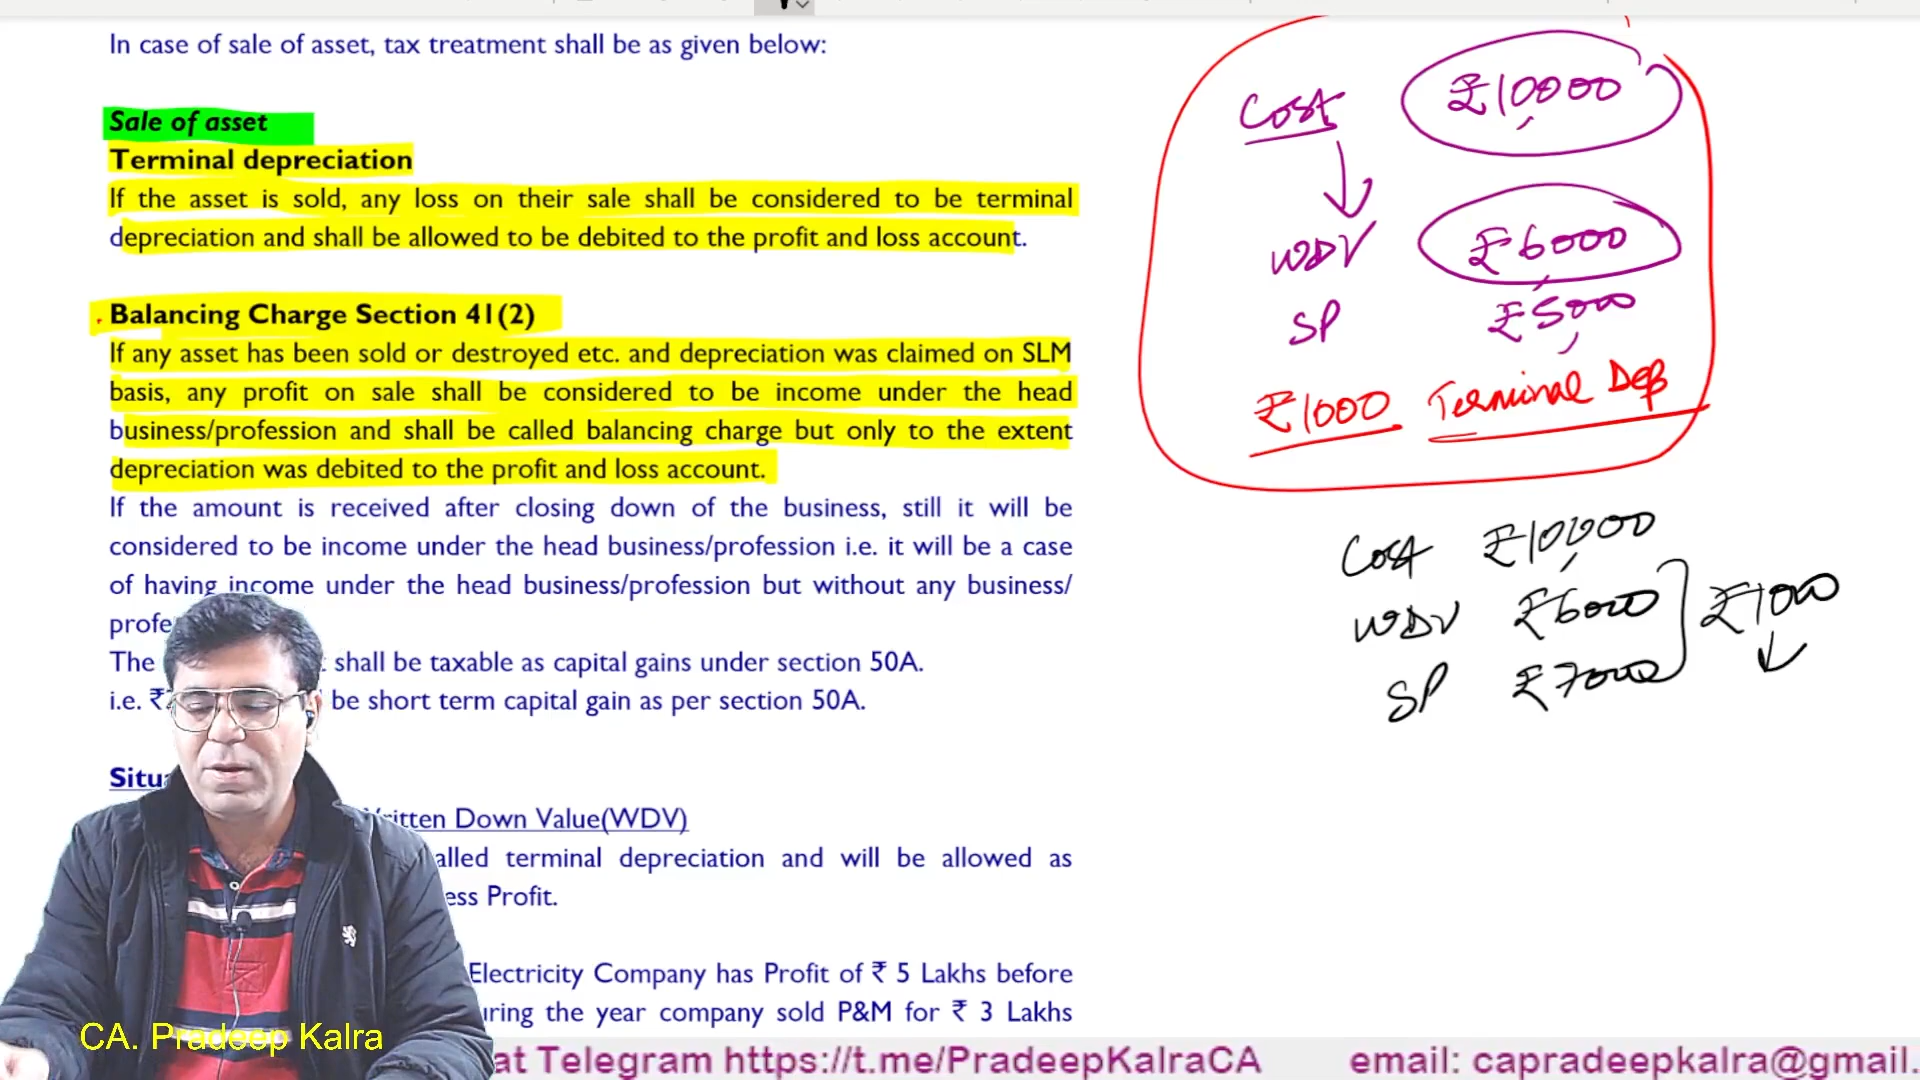 In case of sale of asset, tax treatment shall be as given below:
Sale of asset
Terminal depreciation
If the asset is sold, any loss on their sale shall be considered to be terminal
depreciation and shall be allowed to be debited to the profit and loss account.
Balancing Charge Section 41(2)
If any asset has been sold or destroyed etc. and depreciation was claimed on SLM
basis, any profit on sale shall be considered to be income under the head
business/profession and shall be called balancing charge but only to the extent
depreciation was debited to the profit and loss account.
If the amount is received after closing down of the business, still it will be
considered to be income under the head business/profession i.e. it will be a case
of having income under the head business/profession but without any business/
The shall be taxable as capital gains under section 50A.
i.e. ₹ be short term capital gain as per section 50A.
Written Down Value(WDV)
called terminal depreciation and will be allowed as
Profit.
Electricity Company has Profit of ₹ 5 Lakhs before
the year company sold P&M for ₹ 3 Lakhs
Cost ₹10,000
WDV ₹6,000
SP ₹5,000
₹1000 Terminal Dep
Cost ₹10,000
WDV ₹6000 ₹1000
SP ₹7000
CA. Pradeep Kalra
at Telegram https://t.me/PradeepKalraCA email: capradeepkalra@gmail.